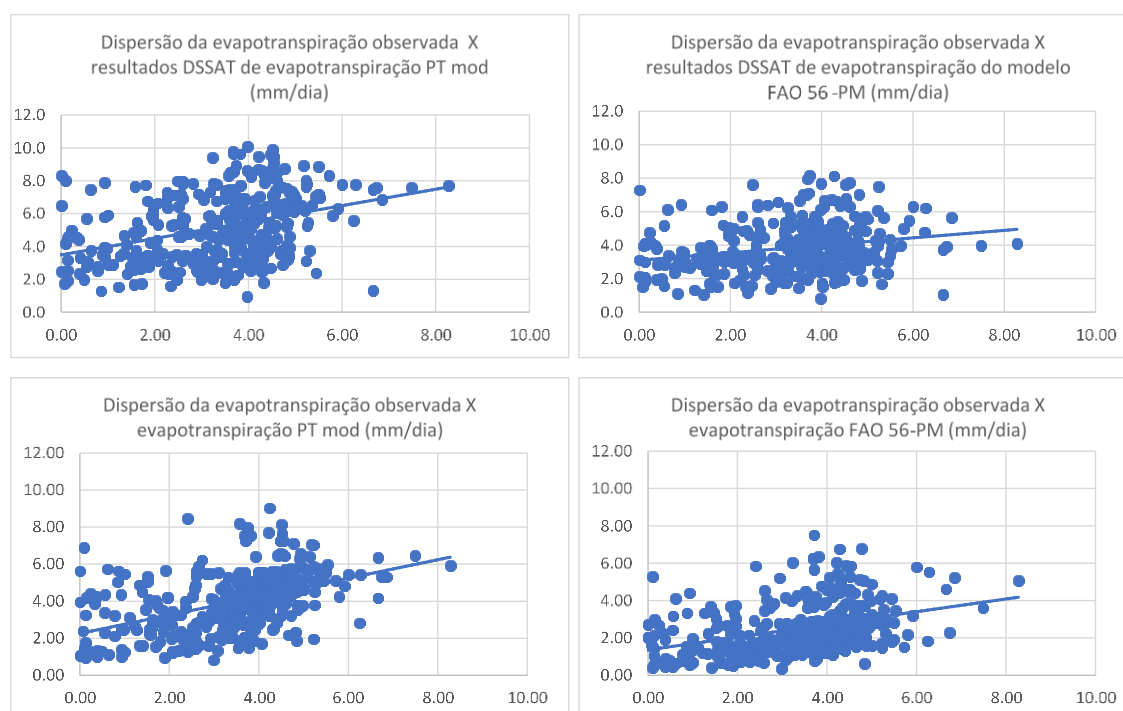 Dispersão da evapotranspiração observada X
resultados DSSAT de evapotranspiração PT mod
(mm/dia)
12.0
10.0
8.0
6.0
4.0
2.0
0.0
0.00 2.00 4.00 6.00 8.00 10.00
Dispersão da evapotranspiração observada X
resultados DSSAT de evapotranspiração do modelo
FAO 56 -PM (mm/dia)
12.0
10.0
8.0
6.0
4.0
2.0
0.0
0.00 2.00 4.00 6.00 8.00 10.00
Dispersão da evapotranspiração observada X
evapotranspiração PT mod (mm/dia)
12.00
10.00
8.00
6.00
4.00
2.00
0.00
0.00 2.00 4.00 6.00 8.00 10.00
Dispersão da evapotranspiração observada X
evapotranspiração FAO 56-PM (mm/dia)
12.00
10.00
8.00
6.00
4.00
2.00
0.00
0.00 2.00 4.00 6.00 8.00 10.00